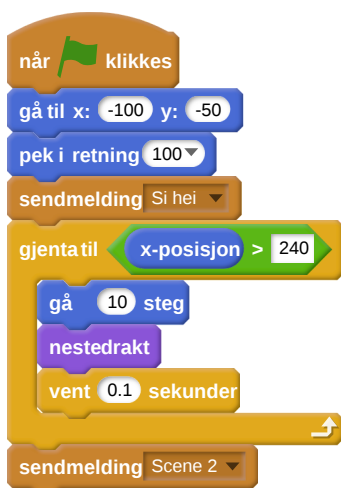 når klikkes
gå til x: -100 y: -50
pek i retning 100
sendmelding Si hei
gjenta til x-posisjon > 240
gå 10 steg
nestedrakt
vent 0.1 sekunder
sendmelding Scene 2